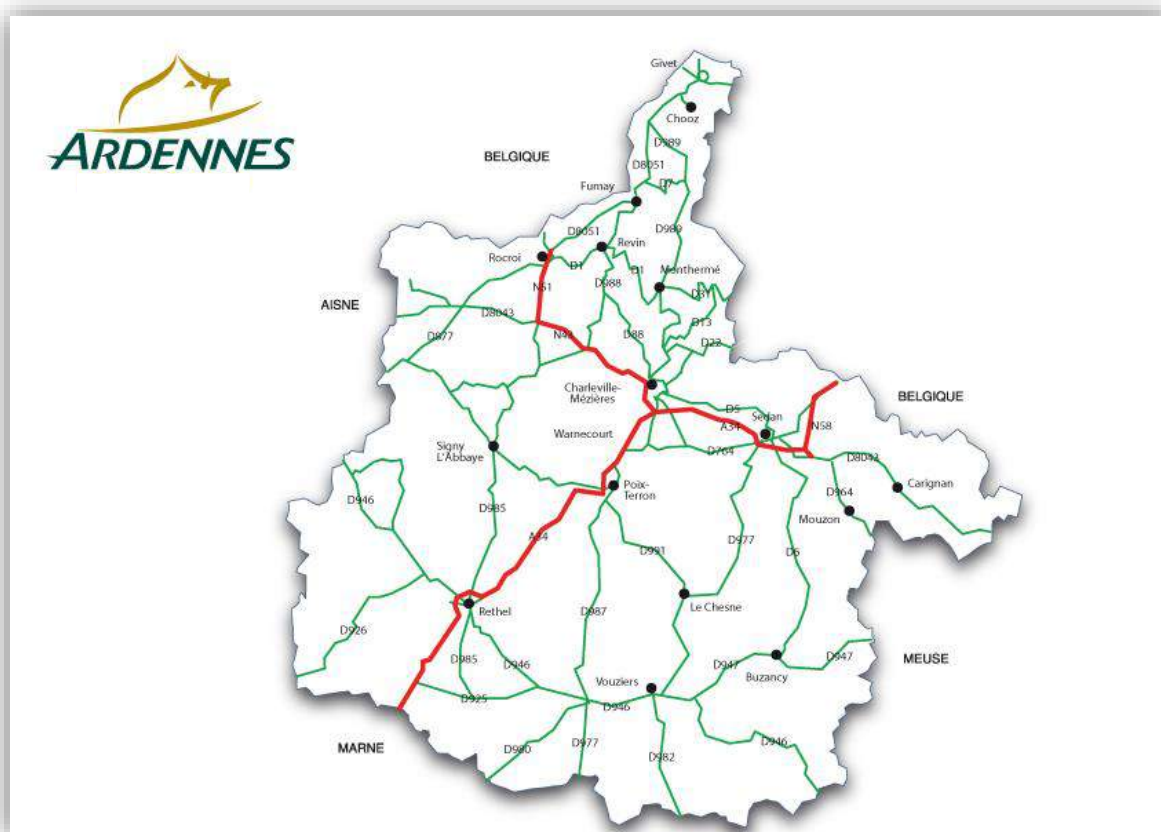 ARDENNES
Givet
Chooz
D989
BELGIQUE
D8051
D7
Fumay
D8051
D989
Revin
Rocroi
D1
D1
Monthermé
D988
N51
D31
AISNE
D8043
D13
N43
D88
D877
D22
Charleville-
Mézières
BELGIQUE
D5
Sedan
A34
N58
Warnecourt
Signy
L'Abbaye
D764
D8043
Carignan
Poix-
Terron
D946
D964
D985
Mouzon
A34
D977
D991
D6
Le Chesne
Rethel
D987
D926
D985
D946
D947
D947
MEUSE
Buzancy
Vouziers
D925
D946
MARNE
D980
D977
D946
D982